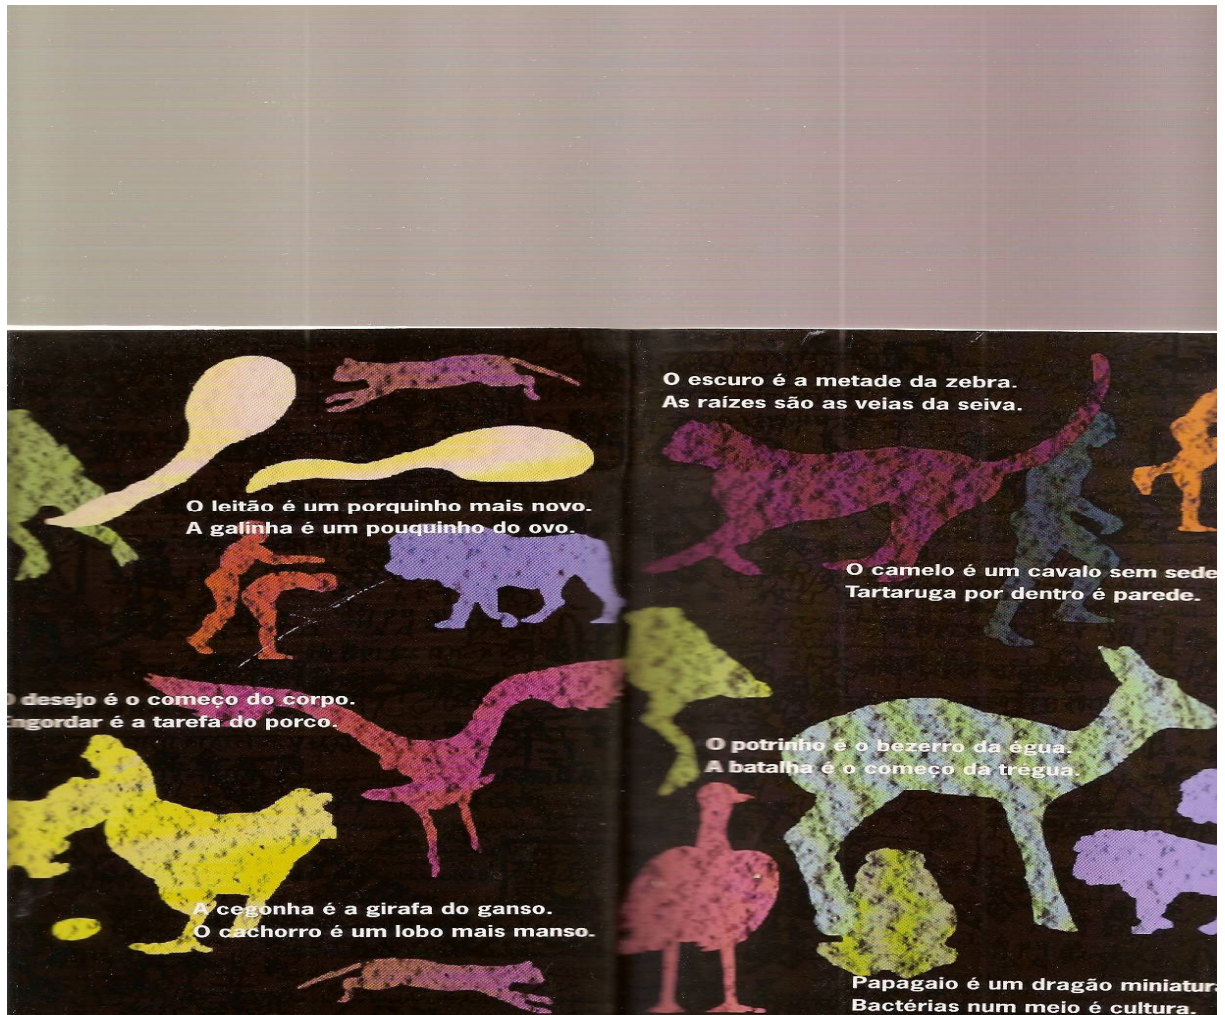 O leitão é um porquinho mais novo.
A galinha é um pouquinho do ovo.
O desejo é o começo do corpo.
Engordar é a tarefa do porco.
A cegonha é a girafa do ganso.
O cachorro é um lobo mais manso.
O escuro é a metade da zebra.
As raízes são as veias da seiva.
O camelo é um cavalo sem sede
Tartaruga por dentro é parede.
O potrinho é o bezerro da égua.
A batalha é o começo da trégua.
Papagaio é um dragão miniatura
Bactérias num meio é cultura.